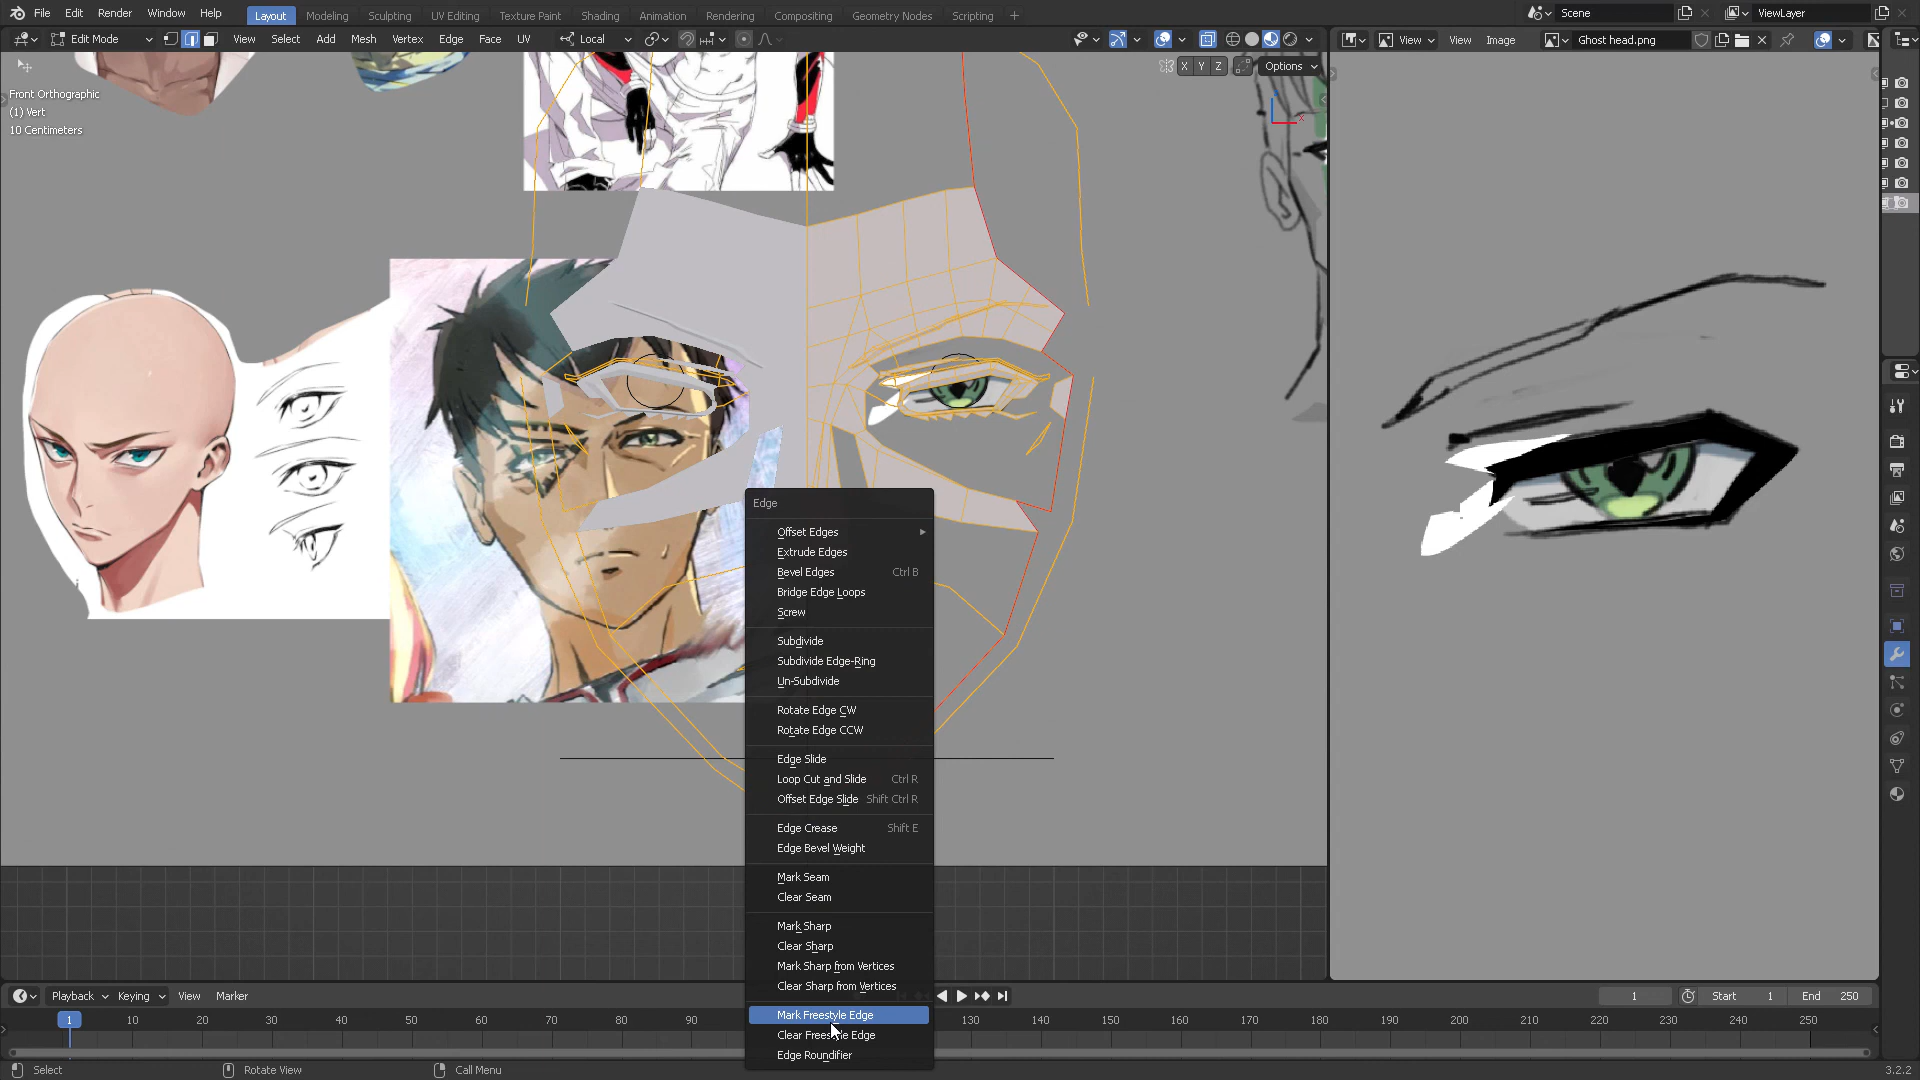 File Edit Render Window Help Layout Modeling Sculpting UV Editing Texture Paint Shading Animation Rendering Compositing Geometry Nodes Scripting Scene ViewLayer
Edit Mode View Select Add Mesh Vertex Edge Face UV Local View View Image Ghost head.png
X Y Z Options
Front Orthographic
(1) Vert
10 Centimeters
X
Edge
Offset Edges
Extrude Edges
Bevel Edges Ctrl B
Bridge Edge Loops
Screw
Subdivide
Subdivide Edge-Ring
Un-Subdivide
Rotate Edge CW
Rotate Edge CCW
Edge Slide
Loop Cut and Slide Ctrl R
Offset Edge Slide Shift Ctrl R
Edge Crease Shift E
Edge Bevel Weight
Mark Seam
Clear Seam
Mark Sharp
Clear Sharp
Mark Sharp from Vertices
Clear Sharp from Vertices
Mark Freestyle Edge
Clear Freestyle Edge
Edge Roundifier
Playback Keying View Marker 1 Start 1 End 250
1 10 20 30 40 50 60 70 80 90 130 140 150 160 170 180 190 200 210 220 230 240 250
Select Rotate View Call Menu 3.2.2